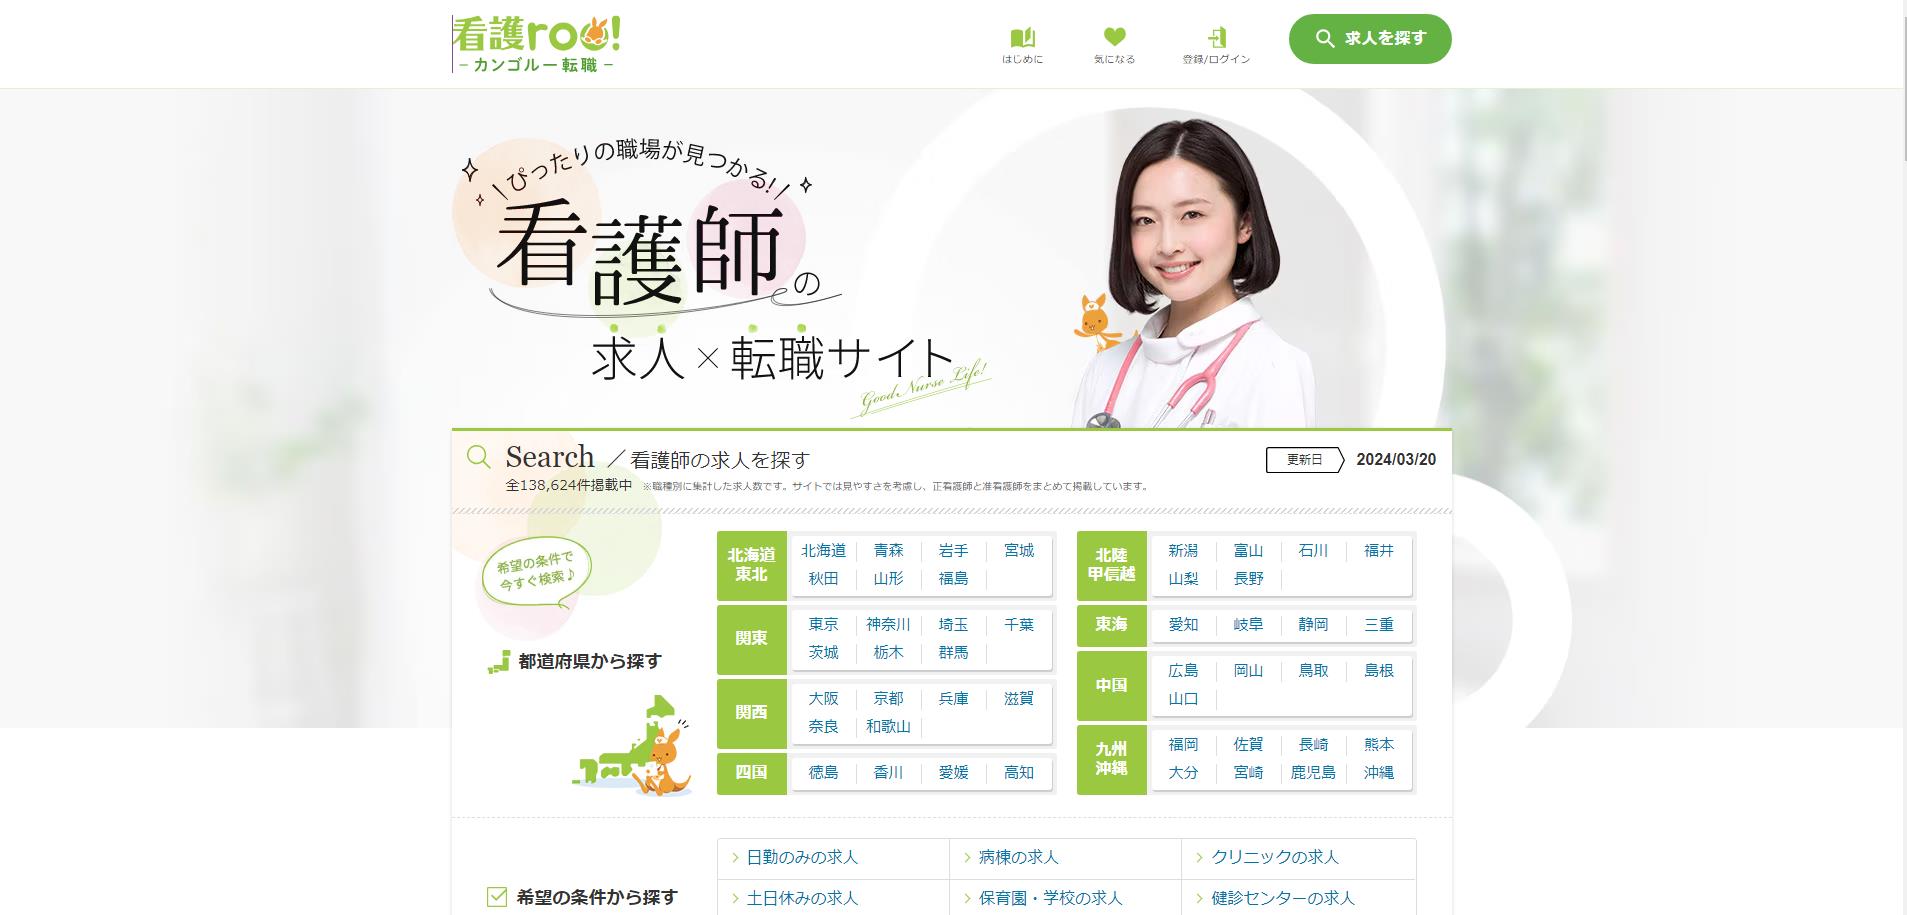 看護roo!
− カンゴルー転職 −
はじめに
気になる
登録/ログイン
求人を探す
\ ぴったりの職場が見つかる! /
看護師の
求人×転職サイト
Good Nurse Life!
Search ／看護師の求人を探す
更新日 2024/03/20
全138,624件掲載中 ※職種別に集計した求人数です。サイトでは見やすさを考慮し、正看護師と准看護師をまとめて掲載しています。
希望の条件で
今すぐ検索♪
都道府県から探す
北海道
東北
北海道 青森 岩手 宮城
秋田 山形 福島
関東
東京 神奈川 埼玉 千葉
茨城 栃木 群馬
関西
大阪 京都 兵庫 滋賀
奈良 和歌山
四国
徳島 香川 愛媛 高知
北陸
甲信越
新潟 富山 石川 福井
山梨 長野
東海
愛知 岐阜 静岡 三重
中国
広島 岡山 鳥取 島根
山口
九州
沖縄
福岡 佐賀 長崎 熊本
大分 宮崎 鹿児島 沖縄
希望の条件から探す
日勤のみの求人 病棟の求人 クリニックの求人
土日休みの求人 保育園・学校の求人 健診センターの求人